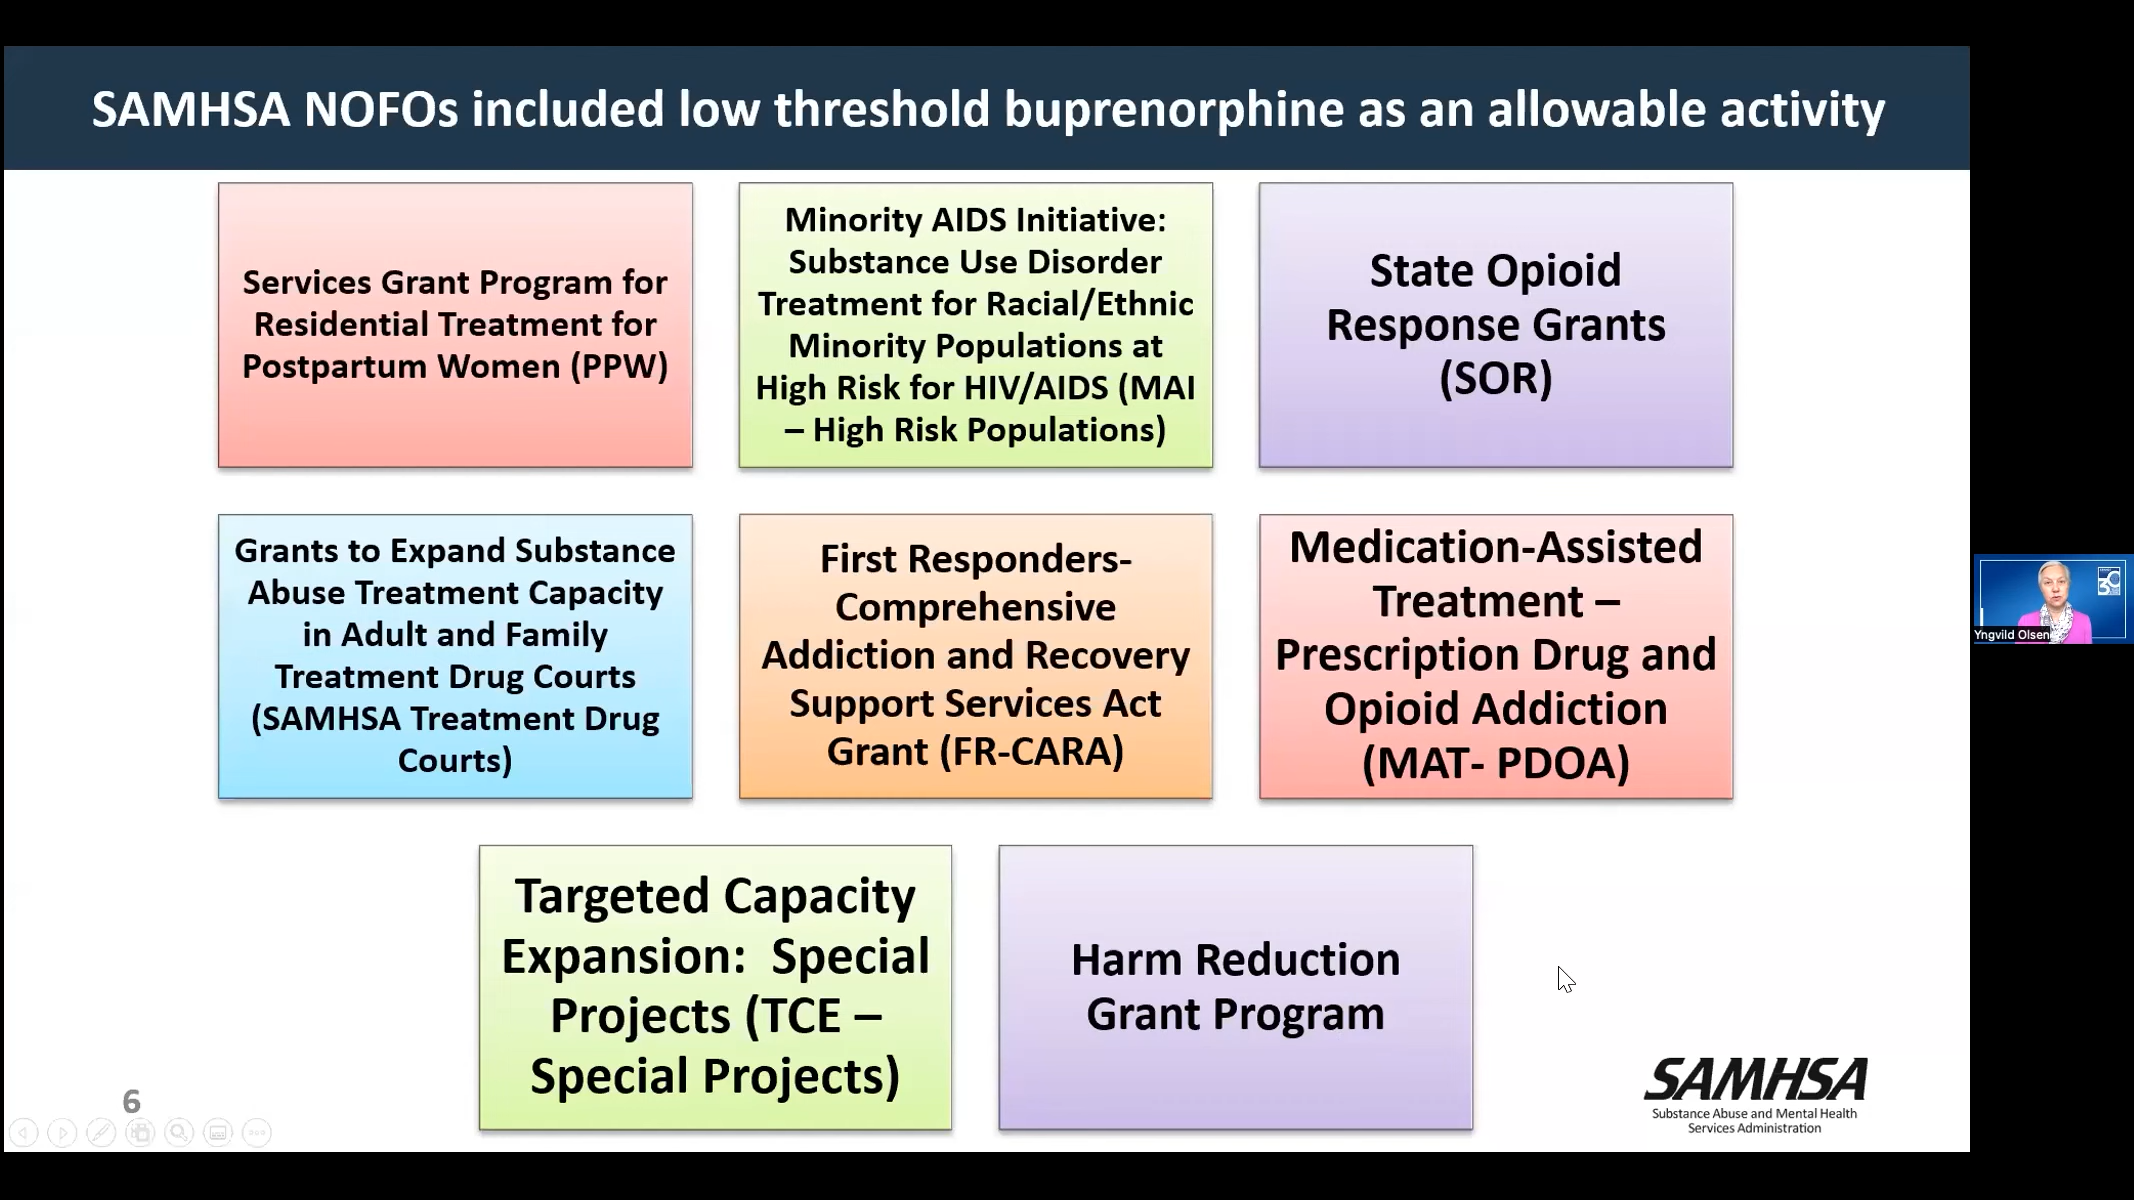 SAMHSA NOFOs included low threshold buprenorphine as an allowable activity
Services Grant Program for
Residential Treatment for
Postpartum Women (PPW)
Minority AIDS Initiative:
Substance Use Disorder
Treatment for Racial/Ethnic
Minority Populations at
High Risk for HIV/AIDS (MAI
– High Risk Populations)
State Opioid
Response Grants
(SOR)
Grants to Expand Substance
Abuse Treatment Capacity
in Adult and Family
Treatment Drug Courts
(SAMHSA Treatment Drug
Courts)
First Responders-
Comprehensive
Addiction and Recovery
Support Services Act
Grant (FR-CARA)
Medication-Assisted
Treatment –
Prescription Drug and
Opioid Addiction
(MAT- PDOA)
Targeted Capacity
Expansion:  Special
Projects (TCE –
Special Projects)
Harm Reduction
Grant Program
Yngvild Olsen
6
SAMHSA
Substance Abuse and Mental Health
Services Administration